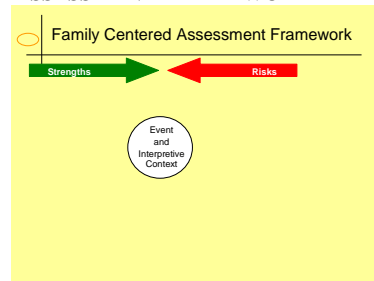 Family Centered Assessment Framework
Strengths
Risks
Event
and
Interpretive
Context